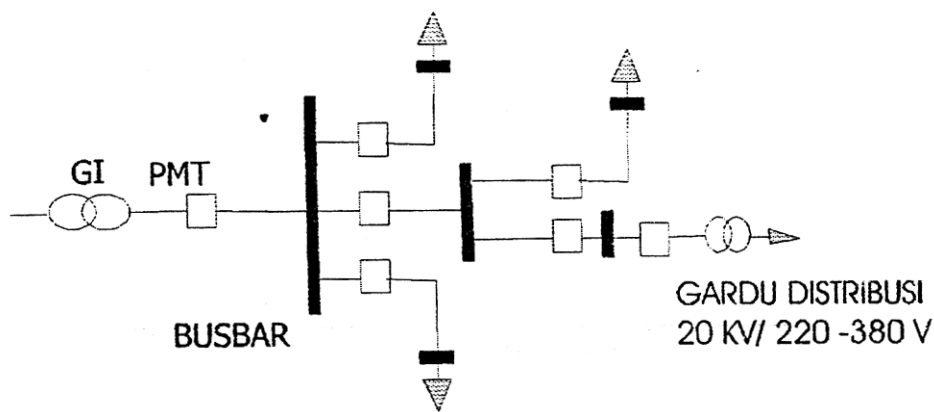 GI
PMT
BUSBAR
GARDU DISTRIBUSI
20 KV/ 220 -380 V